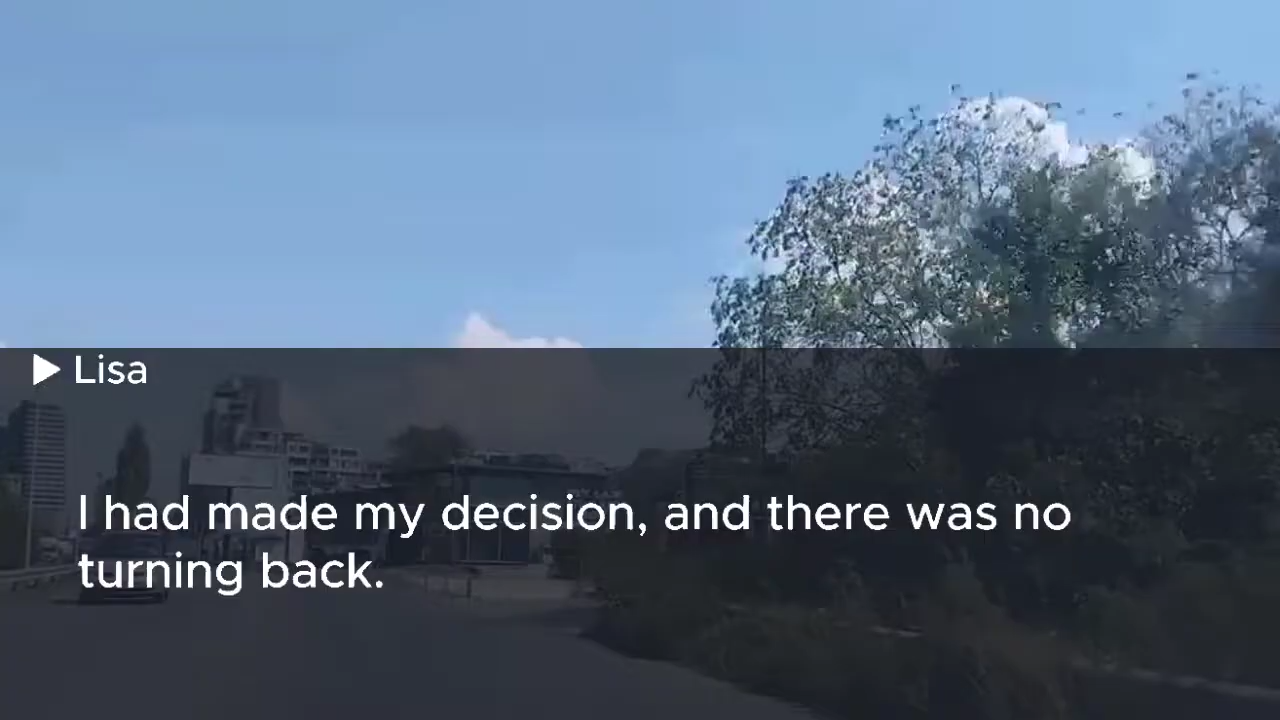 ▶ Lisa
I had made my decision, and there was no
turning back.